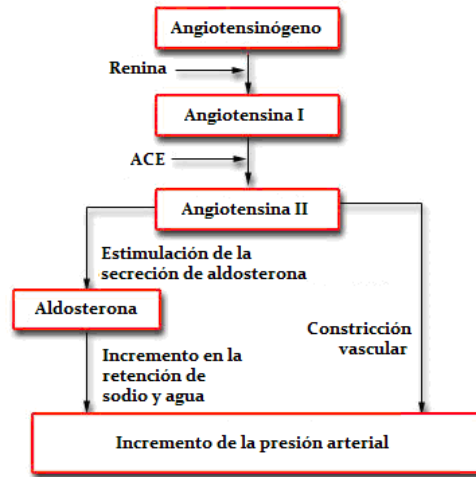 Angiotensinógeno
Renina
Angiotensina I
ACE
Angiotensina II
Estimulación de la
secreción de aldosterona
Aldosterona
Constricción
vascular
Incremento en la
retención de
sodio y agua
Incremento de la presión arterial